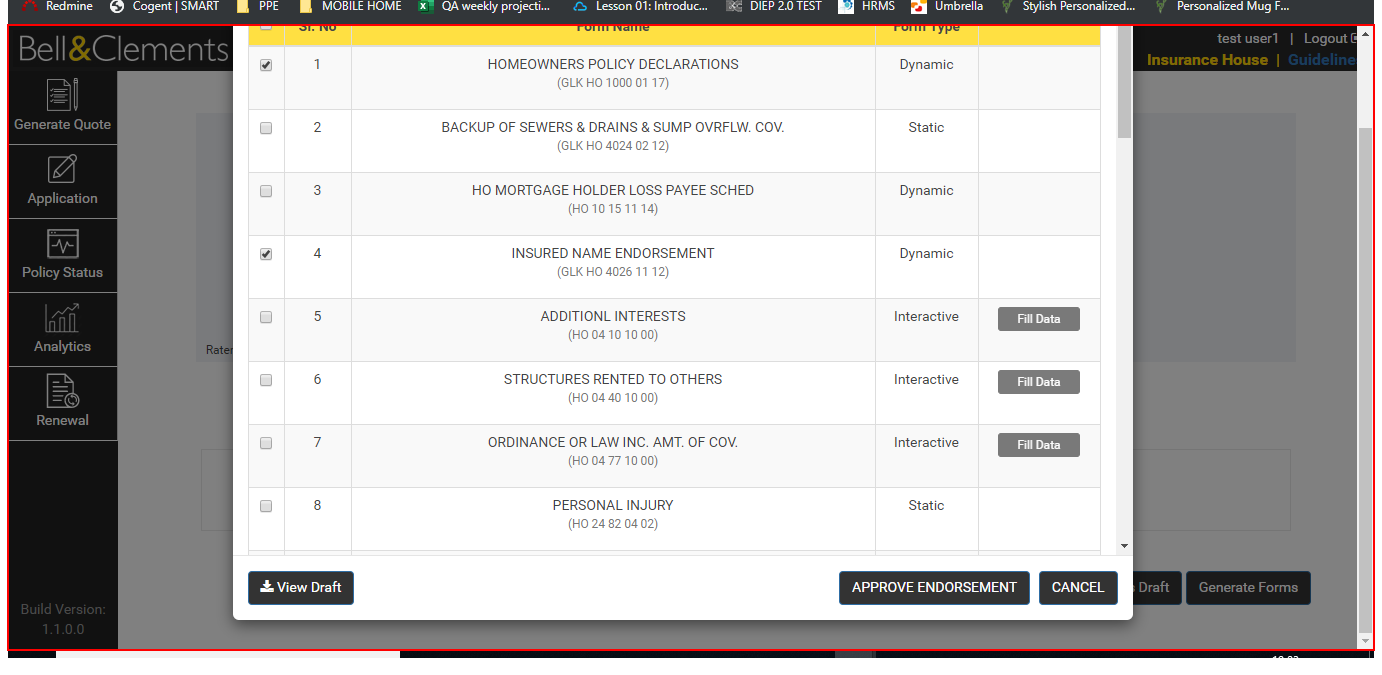 Redmine Cogent | SMART PPE MOBILE HOME QA weekly projecti... Lesson 01: Introduc... DIEP 2.0 TEST HRMS Umbrella Stylish Personalized... Personalized Mug F...
Bell&Clements
test user1 | Logout
Insurance House | Guideline
Generate Quote
Application
Policy Status
Analytics
Renewal
Build Version:
1.1.0.0
Sl. No Form Name Form Type
1 HOMEOWNERS POLICY DECLARATIONS Dynamic
(GLK HO 1000 01 17)
2 BACKUP OF SEWERS & DRAINS & SUMP OVRFLW. COV. Static
(GLK HO 4024 02 12)
3 HO MORTGAGE HOLDER LOSS PAYEE SCHED Dynamic
(HO 10 15 11 14)
4 INSURED NAME ENDORSEMENT Dynamic
(GLK HO 4026 11 12)
5 ADDITIONL INTERESTS Interactive Fill Data
(HO 04 10 10 00)
6 STRUCTURES RENTED TO OTHERS Interactive Fill Data
(HO 04 40 10 00)
7 ORDINANCE OR LAW INC. AMT. OF COV. Interactive Fill Data
(HO 04 77 10 00)
8 PERSONAL INJURY Static
(HO 24 82 04 02)
Rater
View Draft APPROVE ENDORSEMENT CANCEL Draft Generate Forms